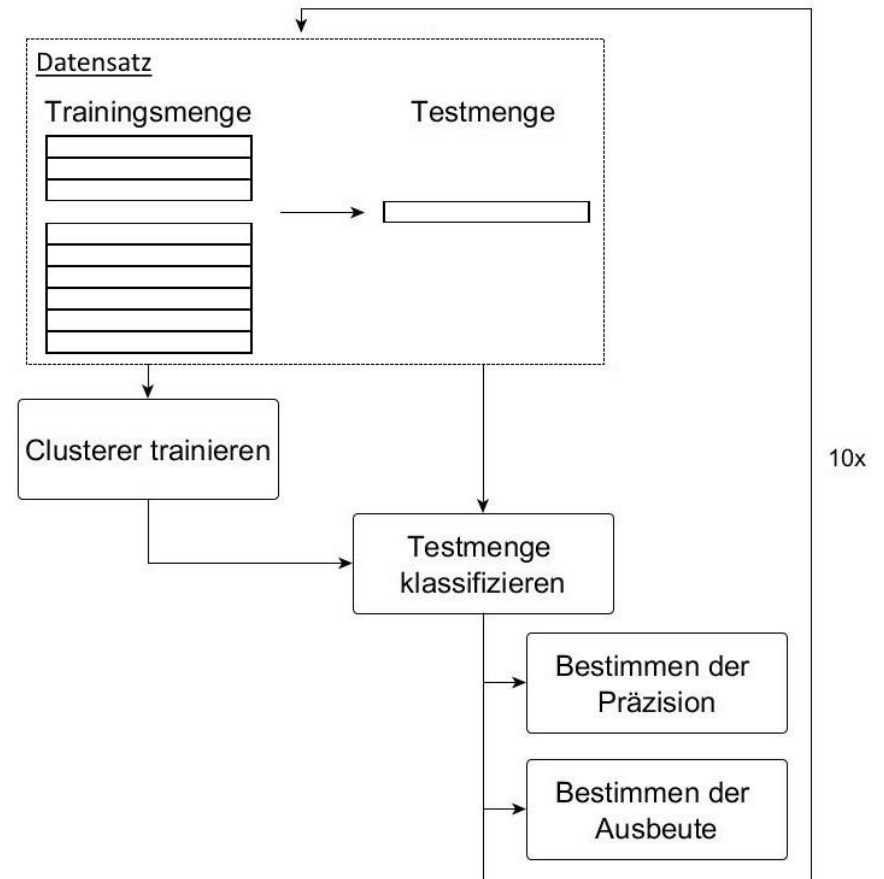 Datensatz
Trainingsmenge
Testmenge
Clusterer trainieren
10x
Testmenge
klassifizieren
Bestimmen der
Präzision
Bestimmen der
Ausbeute